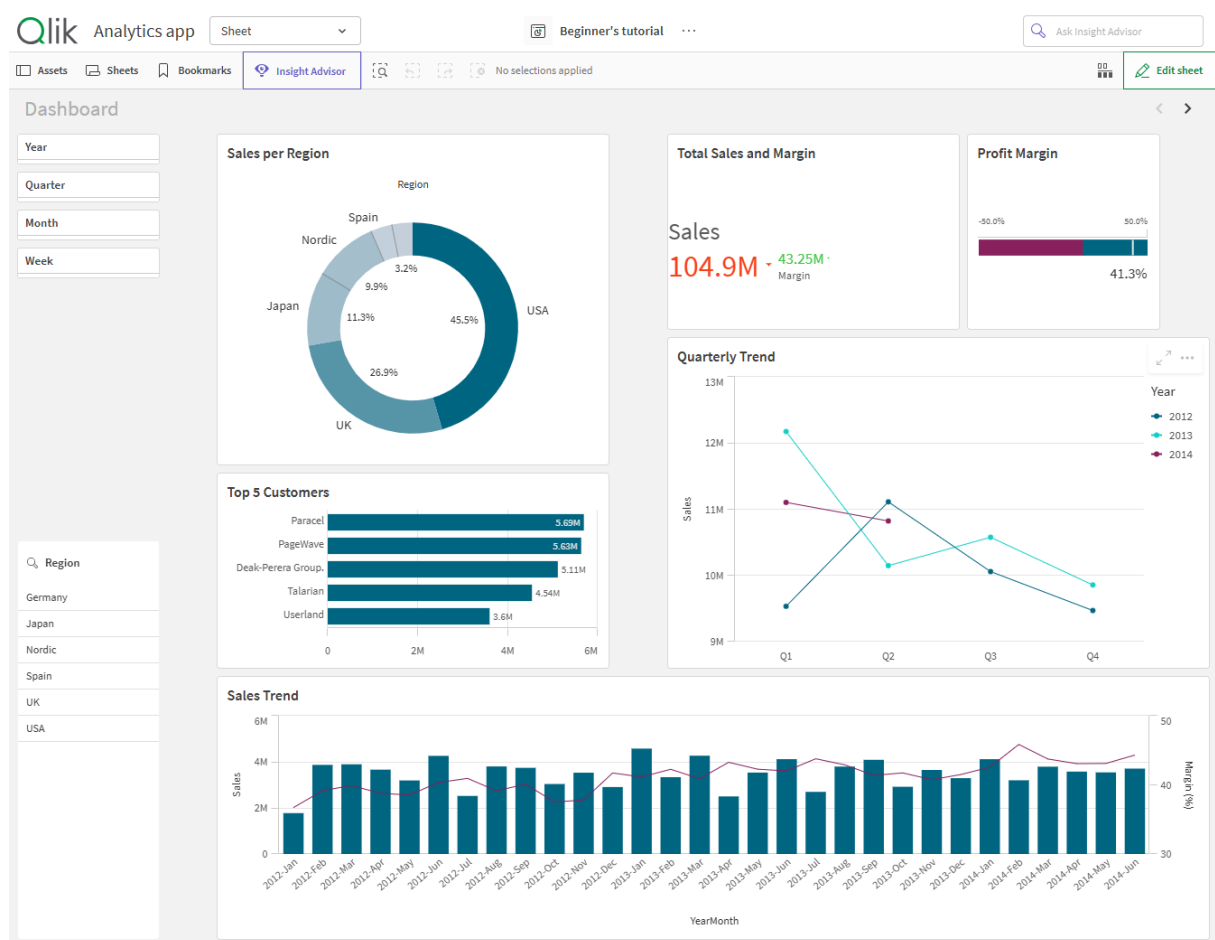 Qlik Analytics app Sheet Beginner's tutorial ... Ask Insight Advisor
Assets Sheets Bookmarks Insight Advisor No selections applied Edit sheet
Dashboard
Year
Quarter
Month
Week
Region
Germany
Japan
Nordic
Spain
UK
USA
Sales per Region
Region
Spain
Nordic
Japan
UK
USA
3.2%
9.9%
11.3%
26.9%
45.5%
Total Sales and Margin
Sales
104.9M
43.25M
Margin
Profit Margin
-50.0% 50.0%
41.3%
Top 5 Customers
Paracel 5.69M
PageWave 5.63M
Deak-Perera Group. 5.11M
Talarian 4.54M
Userland 3.6M
0 2M 4M 6M
Quarterly Trend
Year
2012
2013
2014
Sales
13M
12M
11M
10M
9M
Q1 Q2 Q3 Q4
Sales Trend
Sales
6M
4M
2M
0
50
40
30
Margin (%)
2012-Jan 2012-Feb 2012-Mar 2012-Apr 2012-May 2012-Jun 2012-Jul 2012-Aug 2012-Sep 2012-Oct 2012-Nov 2012-Dec 2013-Jan 2013-Feb 2013-Mar 2013-Apr 2013-May 2013-Jun 2013-Jul 2013-Aug 2013-Sep 2013-Oct 2013-Nov 2013-Dec 2014-Jan 2014-Feb 2014-Mar 2014-Apr 2014-May 2014-Jun
YearMonth